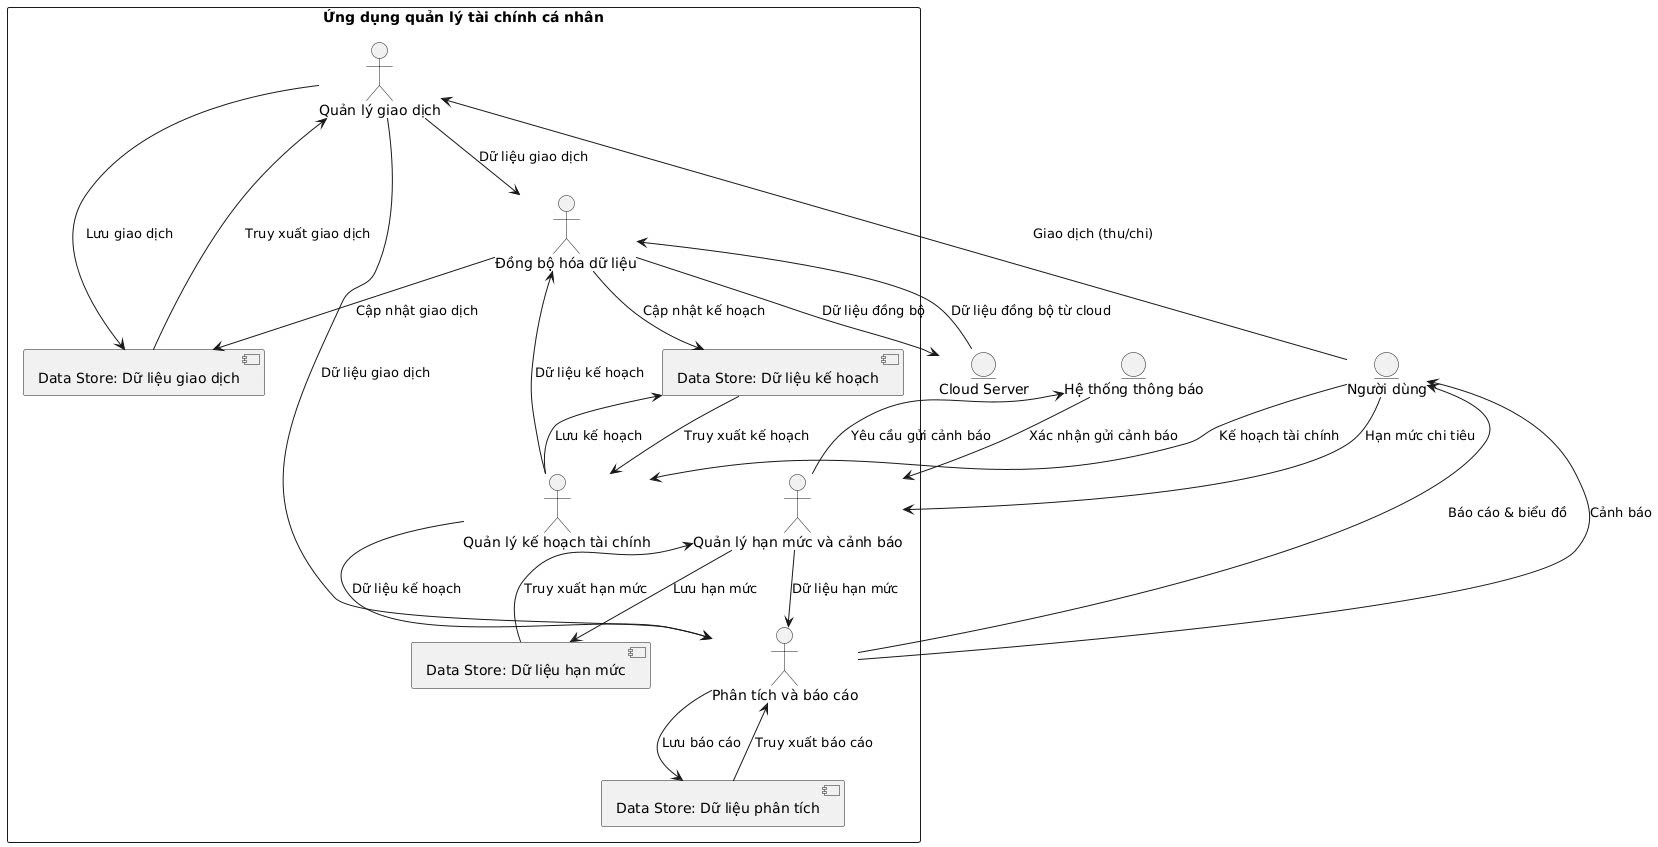 Ứng dụng quản lý tài chính cá nhân
Quản lý giao dịch
Dữ liệu giao dịch
Lưu giao dịch
Truy xuất giao dịch
Giao dịch (thu/chi)
Đồng bộ hóa dữ liệu
Cập nhật giao dịch
Cập nhật kế hoạch
Dữ liệu đồng bộ
Dữ liệu đồng bộ từ cloud
Dữ liệu giao dịch
Dữ liệu kế hoạch
Data Store: Dữ liệu giao dịch
Data Store: Dữ liệu kế hoạch
Cloud Server
Hệ thống thông báo
Người dùng
Lưu kế hoạch
Truy xuất kế hoạch
Yêu cầu gửi cảnh báo
Xác nhận gửi cảnh báo
Kế hoạch tài chính
Hạn mức chi tiêu
Báo cáo & biểu đồ
Cảnh báo
Quản lý kế hoạch tài chính
Quản lý hạn mức và cảnh báo
Dữ liệu kế hoạch
Truy xuất hạn mức
Lưu hạn mức
Dữ liệu hạn mức
Data Store: Dữ liệu hạn mức
Phân tích và báo cáo
Lưu báo cáo
Truy xuất báo cáo
Data Store: Dữ liệu phân tích